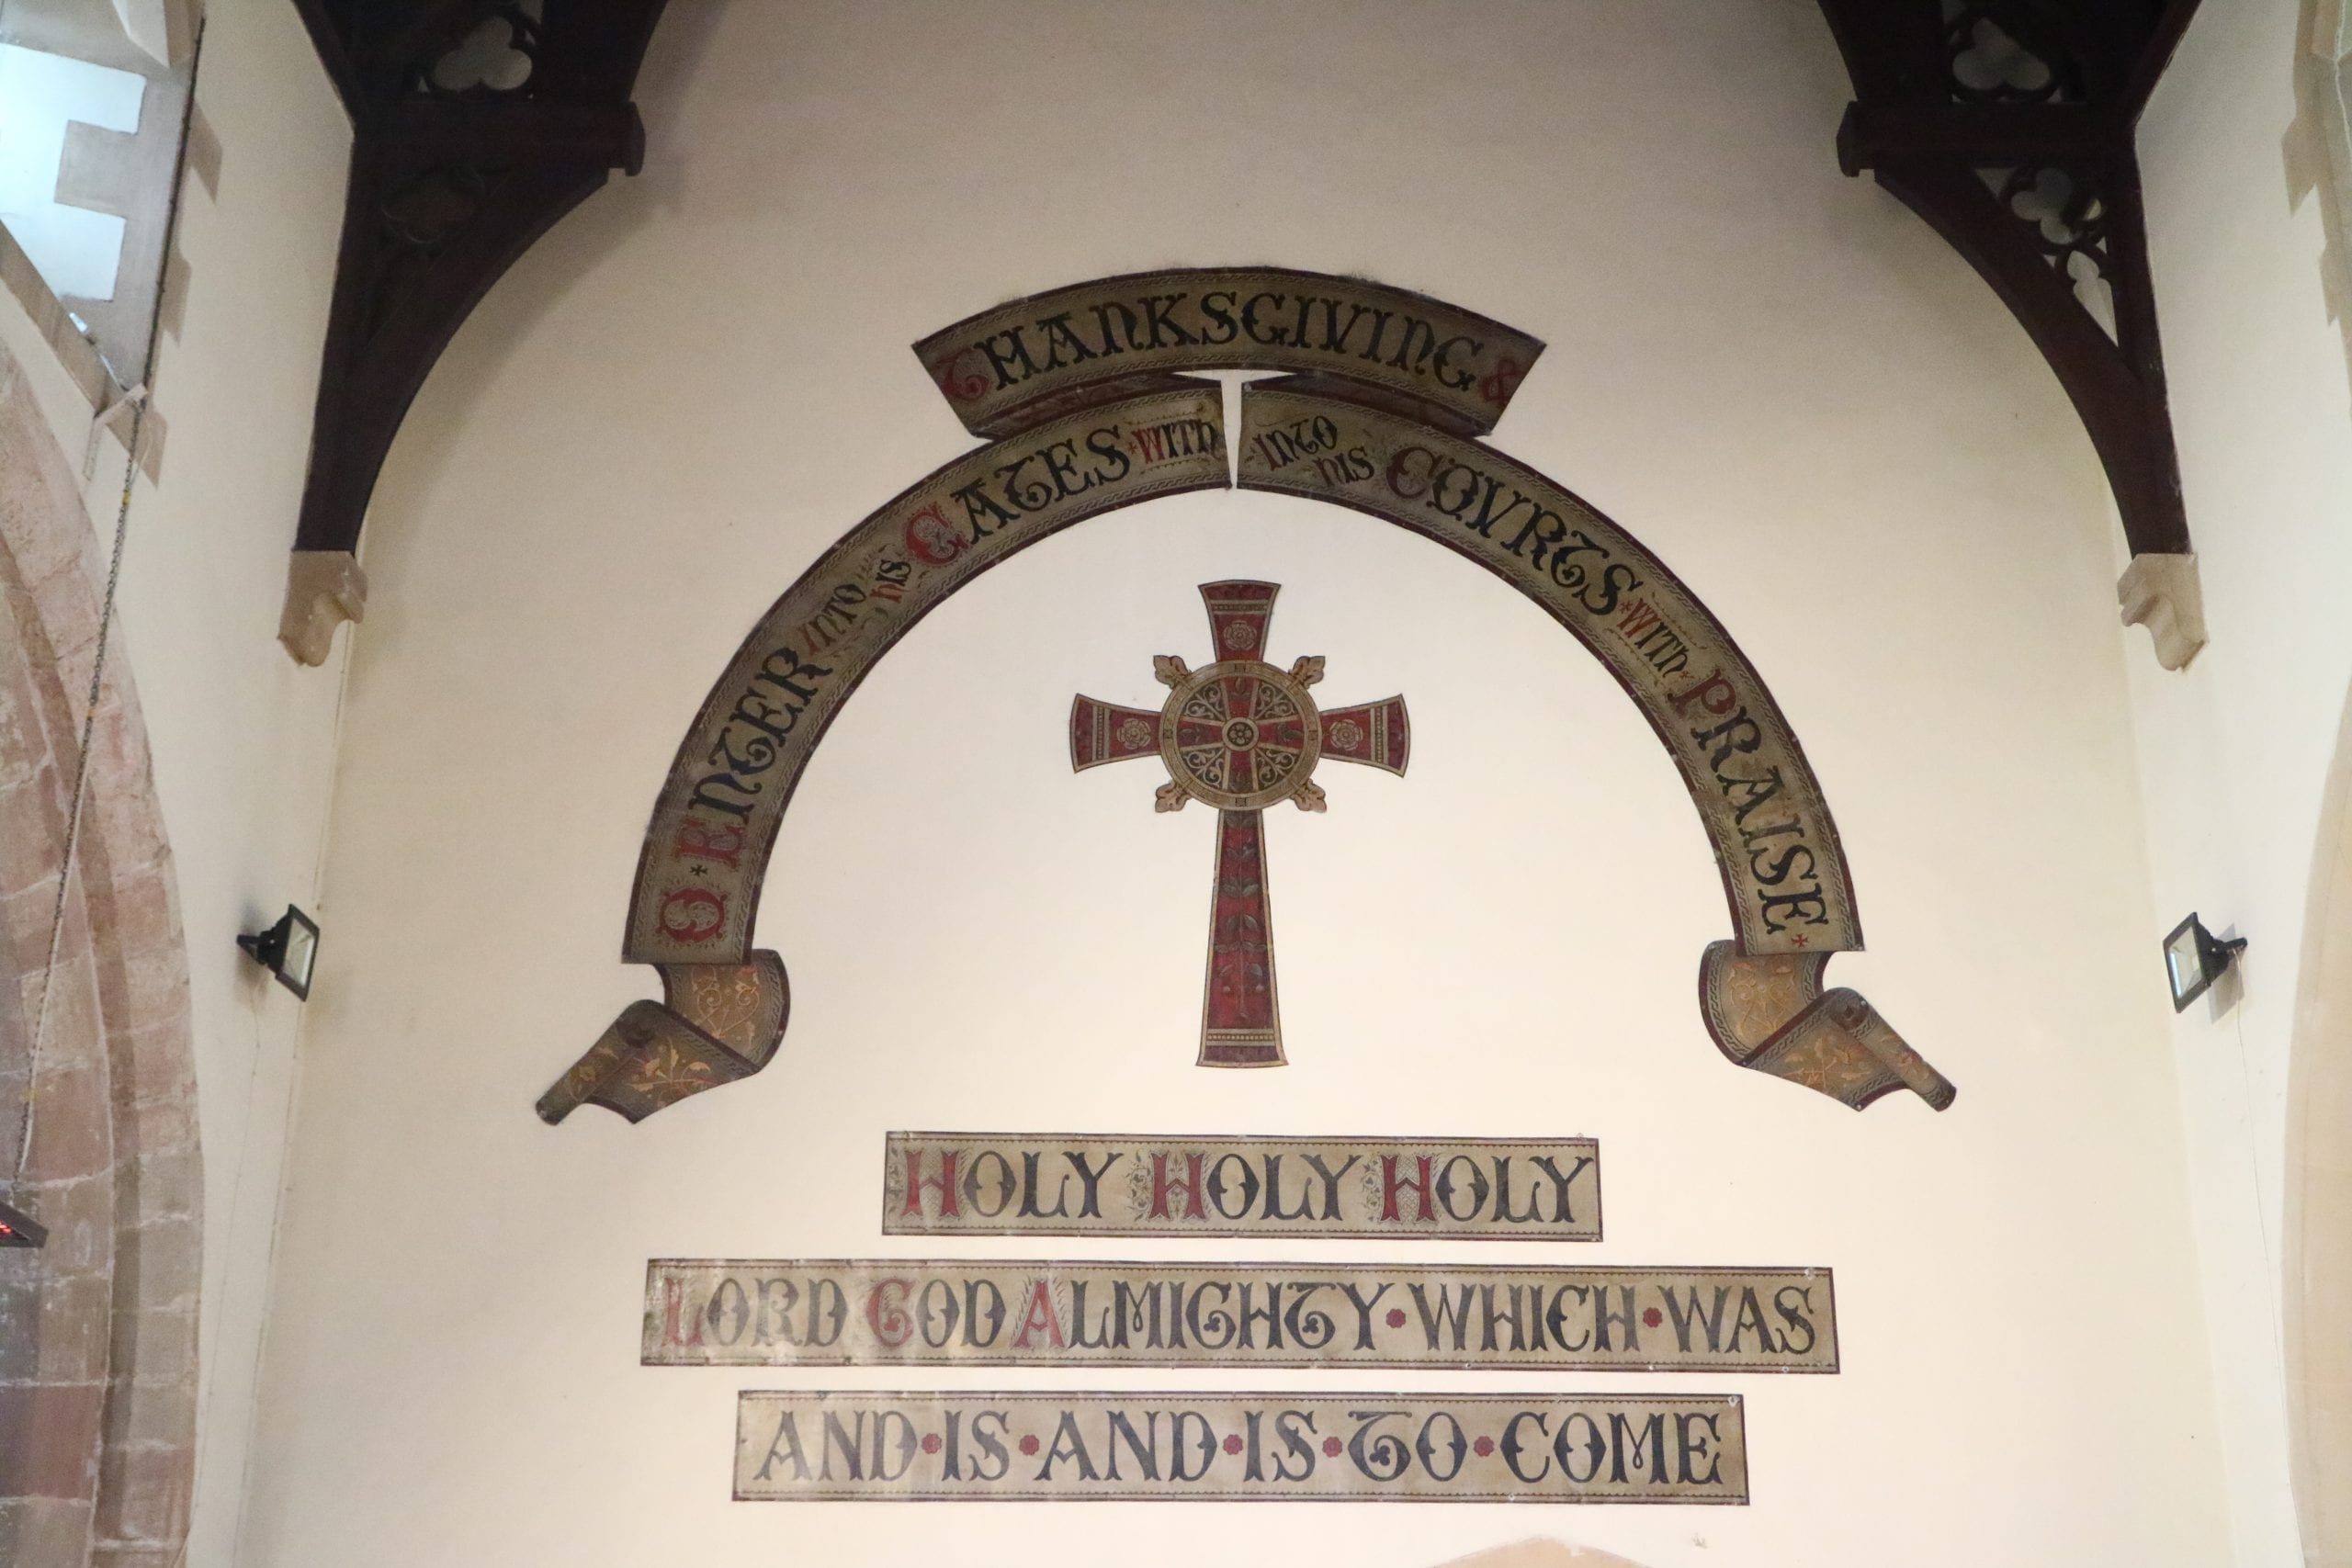 O ENTER INTO HIS GATES WITH
THANKSGIVING &
INTO HIS COVRTS WITH PRAISE
HOLY HOLY HOLY
LORD GOD ALMIGHTY · WHICH · WAS
AND · IS · AND · IS · TO · COME